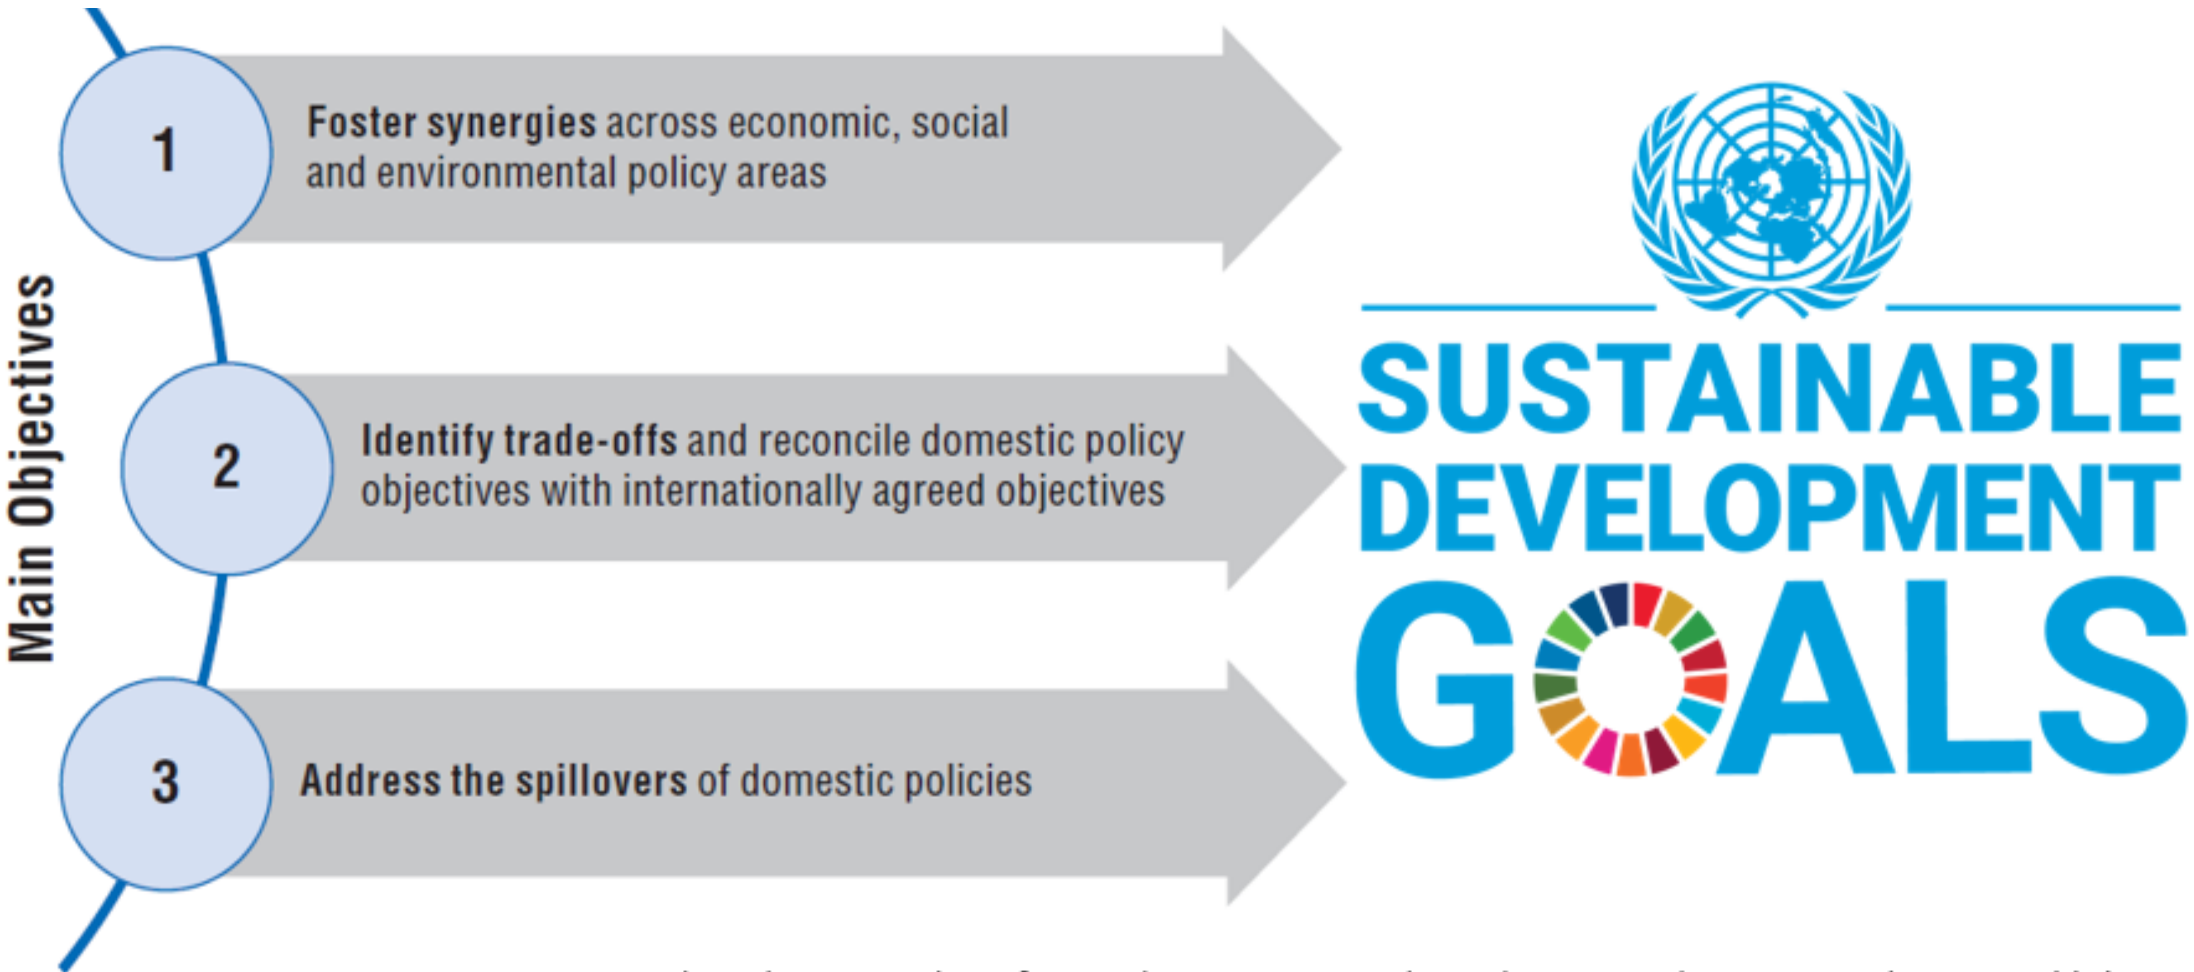 Main Objectives
1
Foster synergies across economic, social
and environmental policy areas
2
Identify trade-offs and reconcile domestic policy
objectives with internationally agreed objectives
3
Address the spillovers of domestic policies
SUSTAINABLE
DEVELOPMENT
GOALS